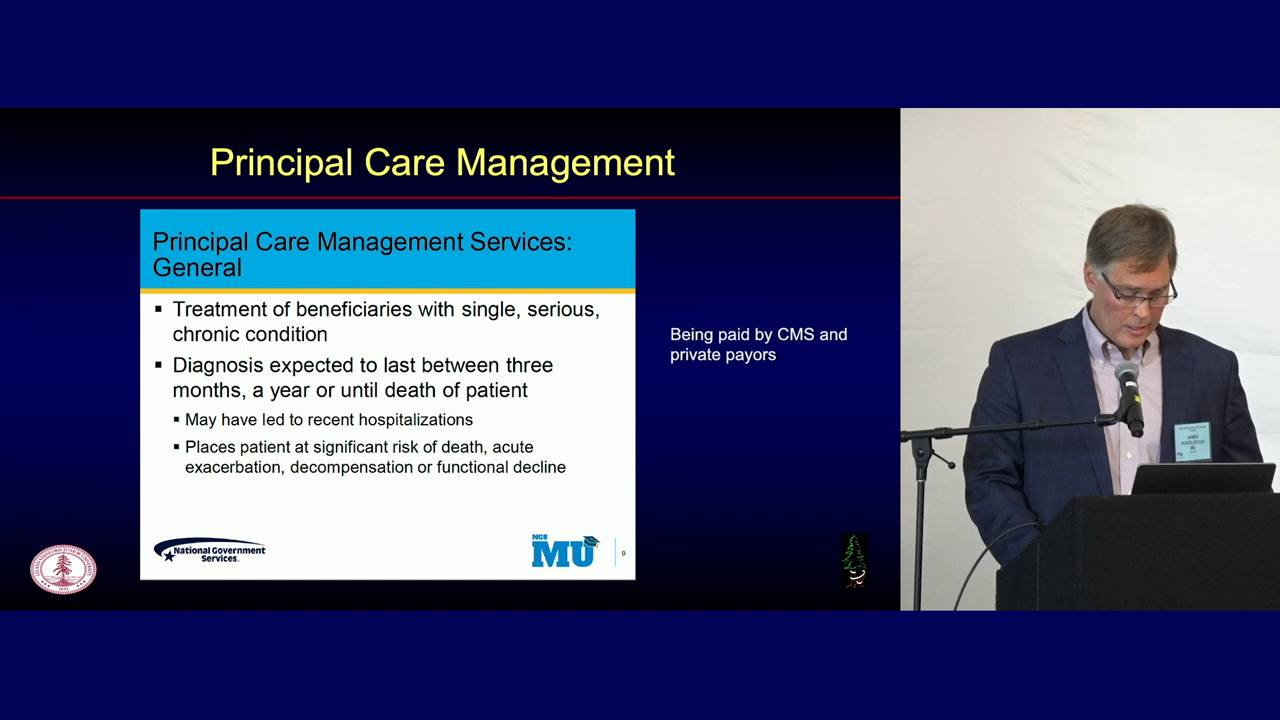 Principal Care Management
Principal Care Management Services:
General
▪ Treatment of beneficiaries with single, serious,
chronic condition
▪ Diagnosis expected to last between three
months, a year or until death of patient
▪ May have led to recent hospitalizations
▪ Places patient at significant risk of death, acute
exacerbation, decompensation or functional decline
National Government
Services
NGS
MU
9
Being paid by CMS and
private payors
JAMES
HUDDLESTON
MD